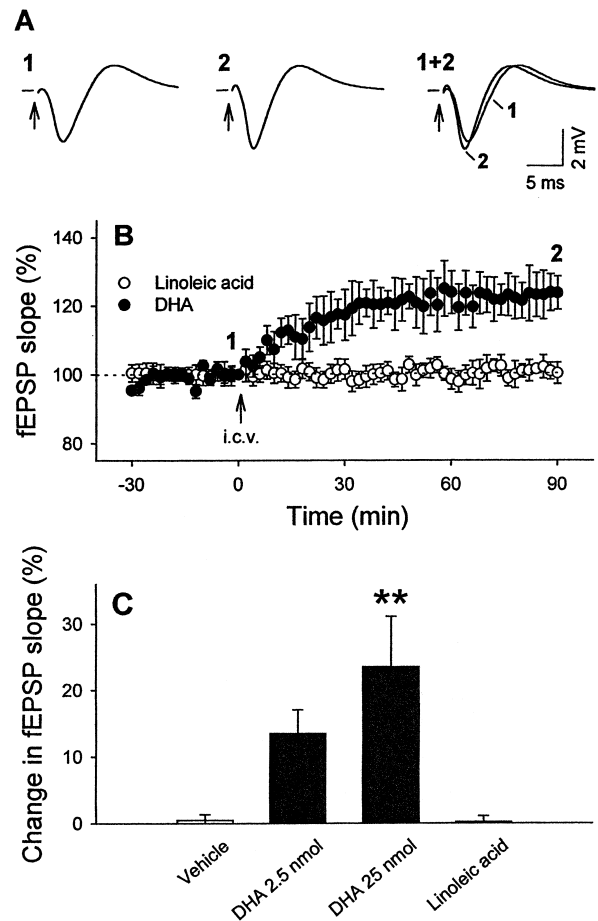 A
1
2
1+2
1
2
2 mV
5 ms
B
140
120
100
80
fEPSP slope (%)
Linoleic acid
DHA
1
2
i.c.v.
-30 0 30 60 90
Time (min)
C
**
30
20
10
0
Change in fEPSP slope (%)
Vehicle
DHA 2.5 nmol
DHA 25 nmol
Linoleic acid